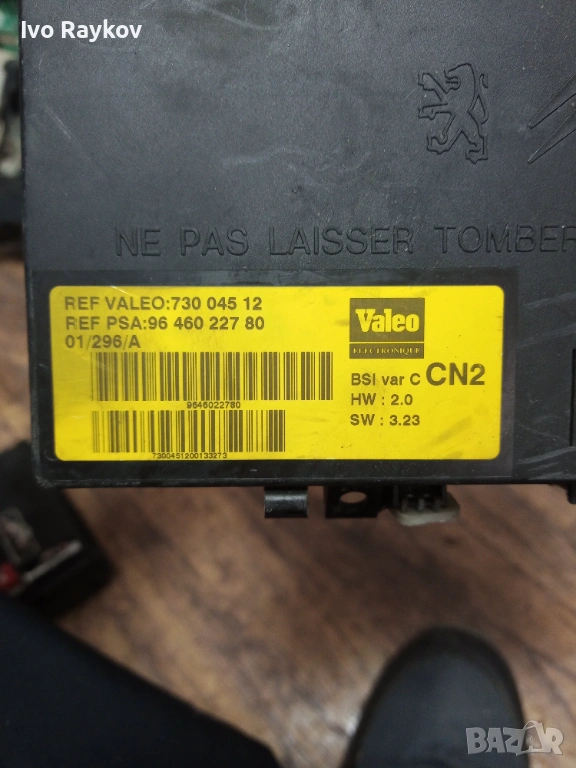 Ivo Raykov
NE PAS LAISSER TOMBER
REF VALEO:730 045 12
REF PSA:96 460 227 80
01/296/A
9646022780
7300451200133273
Valeo
ELECTRONIQUE
BSI var C CN2
HW : 2.0
SW : 3.23
BAZAR